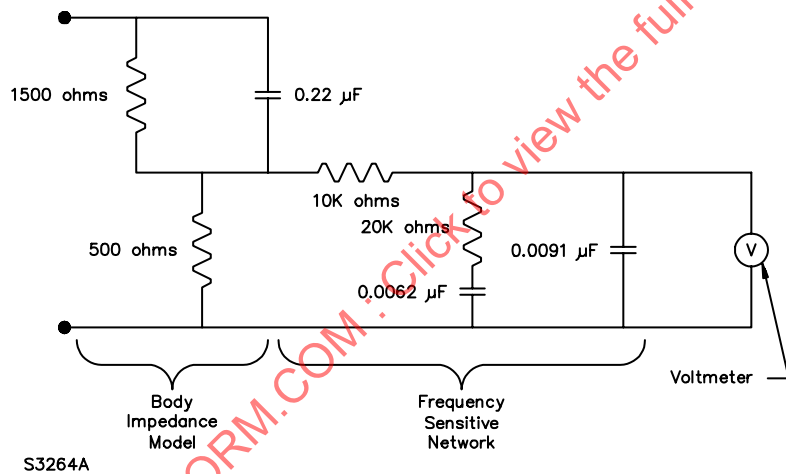 1500 ohms
0.22 µF
10K ohms
20K ohms
500 ohms
0.0091 µF
0.0062 µF
V
Voltmeter
Body
Impedance
Model
Frequency
Sensitive
Network
S3264A
ORM.COM : Click to view the full